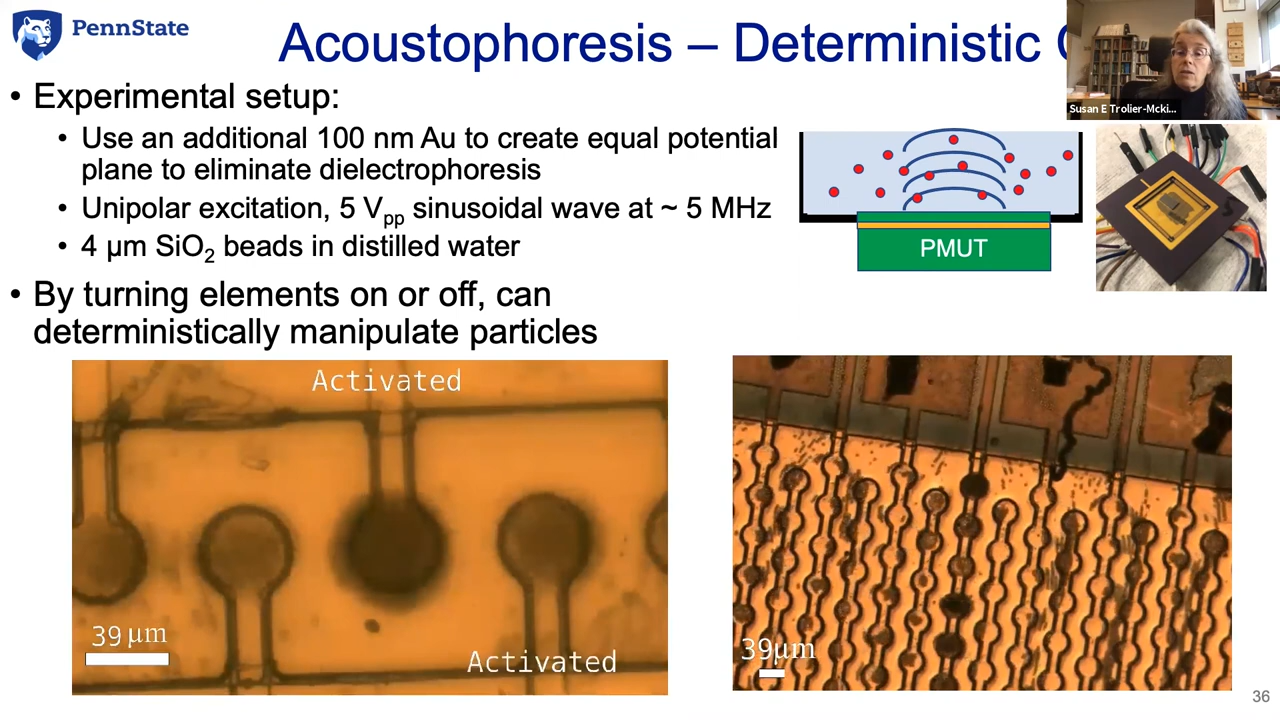 PennState
Acoustophoresis – Deterministic
Susan E Trolier-Mcki...
• Experimental setup:
• Use an additional 100 nm Au to create equal potential
plane to eliminate dielectrophoresis
• Unipolar excitation, 5 Vpp sinusoidal wave at ~ 5 MHz
• 4 µm SiO2 beads in distilled water
• By turning elements on or off, can
deterministically manipulate particles
PMUT
Activated
39 µm
Activated
39µm
36